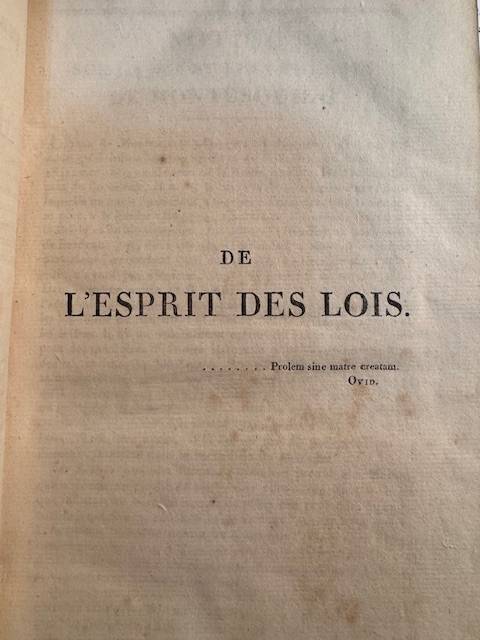 DE
L'ESPRIT DES LOIS.
........ Prolem sine matre creatam.
OVID.